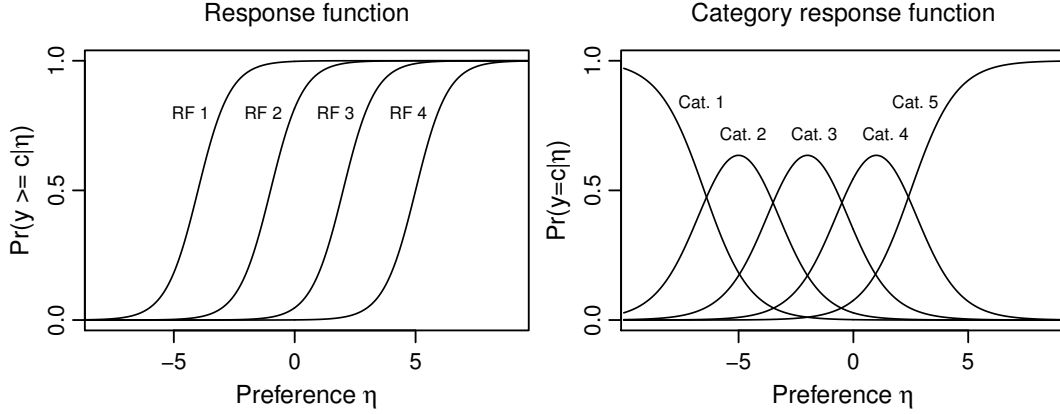 Response function
Pr(y >= c|η)
1.0
0.5
0.0
RF 1
RF 2
RF 3
RF 4
−5
0
5
Preference η
Category response function
Pr(y=c|η)
1.0
0.5
0.0
Cat. 1
Cat. 5
Cat. 2
Cat. 3
Cat. 4
−5
0
5
Preference η